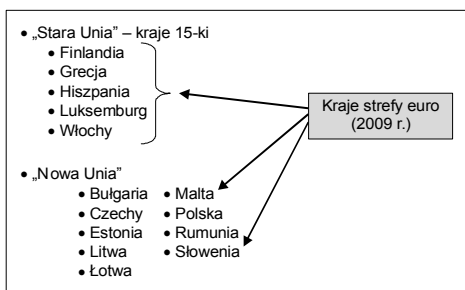 • „Stara Unia” – kraje 15-ki
• Finlandia
• Grecja
• Hiszpania
• Luksemburg
• Włochy
Kraje strefy euro
(2009 r.)
• „Nowa Unia”
• Bułgaria
• Czechy
• Estonia
• Litwa
• Łotwa
• Malta
• Polska
• Rumunia
• Słowenia